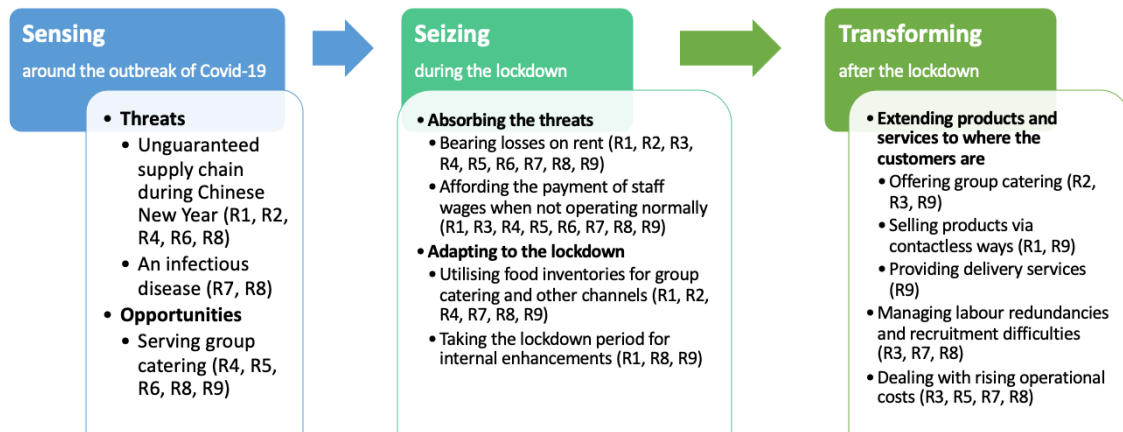 Sensing
around the outbreak of Covid-19
• Threats
• Unguaranteed
supply chain
during Chinese
New Year (R1, R2,
R4, R6, R8)
• An infectious
disease (R7, R8)
• Opportunities
• Serving group
catering (R4, R5,
R6, R8, R9)
Seizing
during the lockdown
• Absorbing the threats
• Bearing losses on rent (R1, R2, R3,
R4, R5, R6, R7, R8, R9)
• Affording the payment of staff
wages when not operating normally
(R1, R3, R4, R5, R6, R7, R8, R9)
• Adapting to the lockdown
• Utilising food inventories for group
catering and other channels (R1, R2,
R4, R7, R8, R9)
• Taking the lockdown period for
internal enhancements (R1, R8, R9)
Transforming
after the lockdown
• Extending products and
services to where the
customers are
• Offering group catering (R2,
R3, R9)
• Selling products via
contactless ways (R1, R9)
• Providing delivery services
(R9)
• Managing labour redundancies
and recruitment difficulties
(R3, R7, R8)
• Dealing with rising operational
costs (R3, R5, R7, R8)